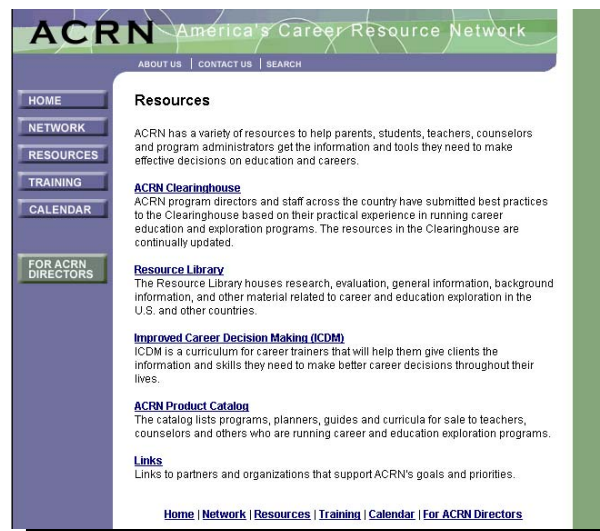 ACRN America's Career Resource Network
ABOUT US | CONTACT US | SEARCH
HOME
NETWORK
RESOURCES
TRAINING
CALENDAR
FOR ACRN
DIRECTORS
Resources
ACRN has a variety of resources to help parents, students, teachers, counselors
and program administrators get the information and tools they need to make
effective decisions on education and careers.
ACRN Clearinghouse
ACRN program directors and staff across the country have submitted best practices
to the Clearinghouse based on their practical experience in running career
education and exploration programs. The resources in the Clearinghouse are
continually updated.
Resource Library
The Resource Library houses research, evaluation, general information, background
information, and other material related to career and education exploration in the
U.S. and other countries.
Improved Career Decision Making (ICDM)
ICDM is a curriculum for career trainers that will help them give clients the
information and skills they need to make better career decisions throughout their
lives.
ACRN Product Catalog
The catalog lists programs, planners, guides and curricula for sale to teachers,
counselors and others who are running career and education exploration programs.
Links
Links to partners and organizations that support ACRN's goals and priorities.
Home | Network | Resources | Training | Calendar | For ACRN Directors